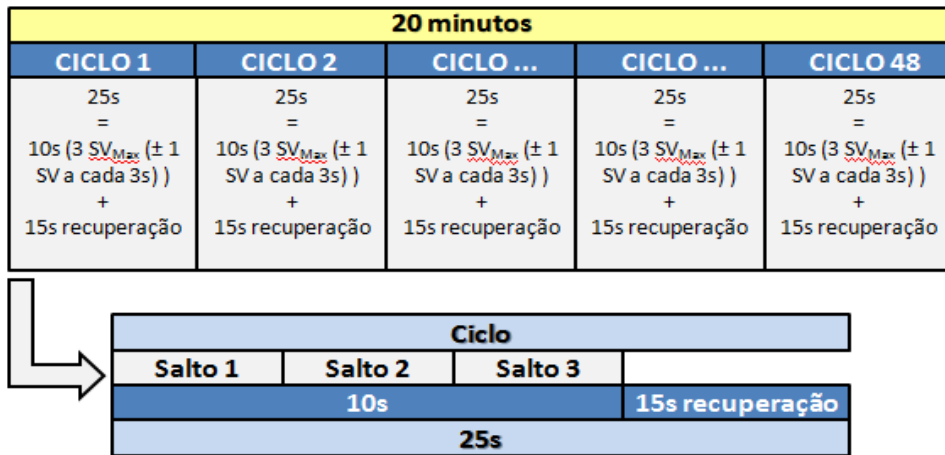 20 minutos
CICLO 1 CICLO 2 CICLO ... CICLO ... CICLO 48
25s 25s 25s 25s 25s
= = = = =
10s (3 SVMax (± 1 10s (3 SVMax (± 1 10s (3 SVMax (± 1 10s (3 SVMax (± 1 10s (3 SVMax (± 1
SV a cada 3s) ) SV a cada 3s) ) SV a cada 3s) ) SV a cada 3s) ) SV a cada 3s) )
+ + + + +
15s recuperação 15s recuperação 15s recuperação 15s recuperação 15s recuperação
Ciclo
Salto 1 Salto 2 Salto 3
10s 15s recuperação
25s